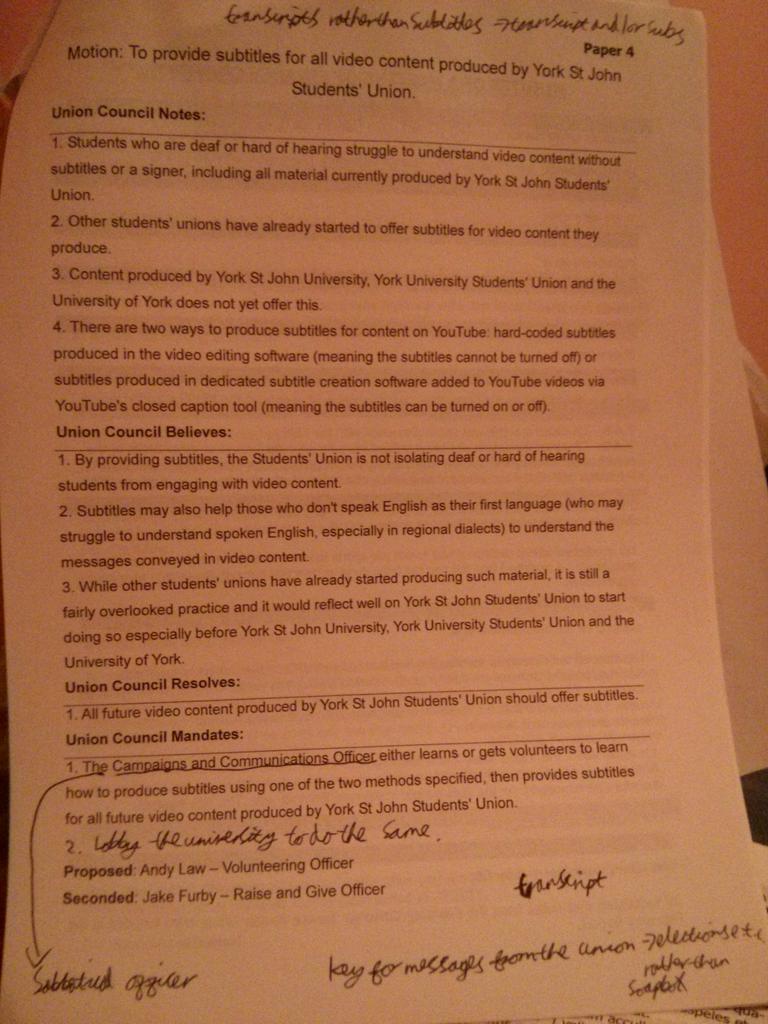 transcripts rather than subtitles → transcript and/or subs
Paper 4
Motion: To provide subtitles for all video content produced by York St John
Students' Union.
Union Council Notes:
1. Students who are deaf or hard of hearing struggle to understand video content without
subtitles or a signer, including all material currently produced by York St John Students'
Union.
2. Other students' unions have already started to offer subtitles for video content they
produce.
3. Content produced by York St John University, York University Students' Union and the
University of York does not yet offer this.
4. There are two ways to produce subtitles for content on YouTube: hard-coded subtitles
produced in the video editing software (meaning the subtitles cannot be turned off) or
subtitles produced in dedicated subtitle creation software added to YouTube videos via
YouTube's closed caption tool (meaning the subtitles can be turned on or off).
Union Council Believes:
1. By providing subtitles, the Students' Union is not isolating deaf or hard of hearing
students from engaging with video content.
2. Subtitles may also help those who don't speak English as their first language (who may
struggle to understand spoken English, especially in regional dialects) to understand the
messages conveyed in video content.
3. While other students' unions have already started producing such material, it is still a
fairly overlooked practice and it would reflect well on York St John Students' Union to start
doing so especially before York St John University, York University Students' Union and the
University of York.
Union Council Resolves:
1. All future video content produced by York St John Students' Union should offer subtitles.
Union Council Mandates:
1. The Campaigns and Communications Officer either learns or gets volunteers to learn
how to produce subtitles using one of the two methods specified, then provides subtitles
for all future video content produced by York St John Students' Union.
2. Lobby the university to do the same.
Proposed: Andy Law – Volunteering Officer
Seconded: Jake Furby – Raise and Give Officer
transcript
key for messages from the union → elections etc
rather than
soapbox
officer